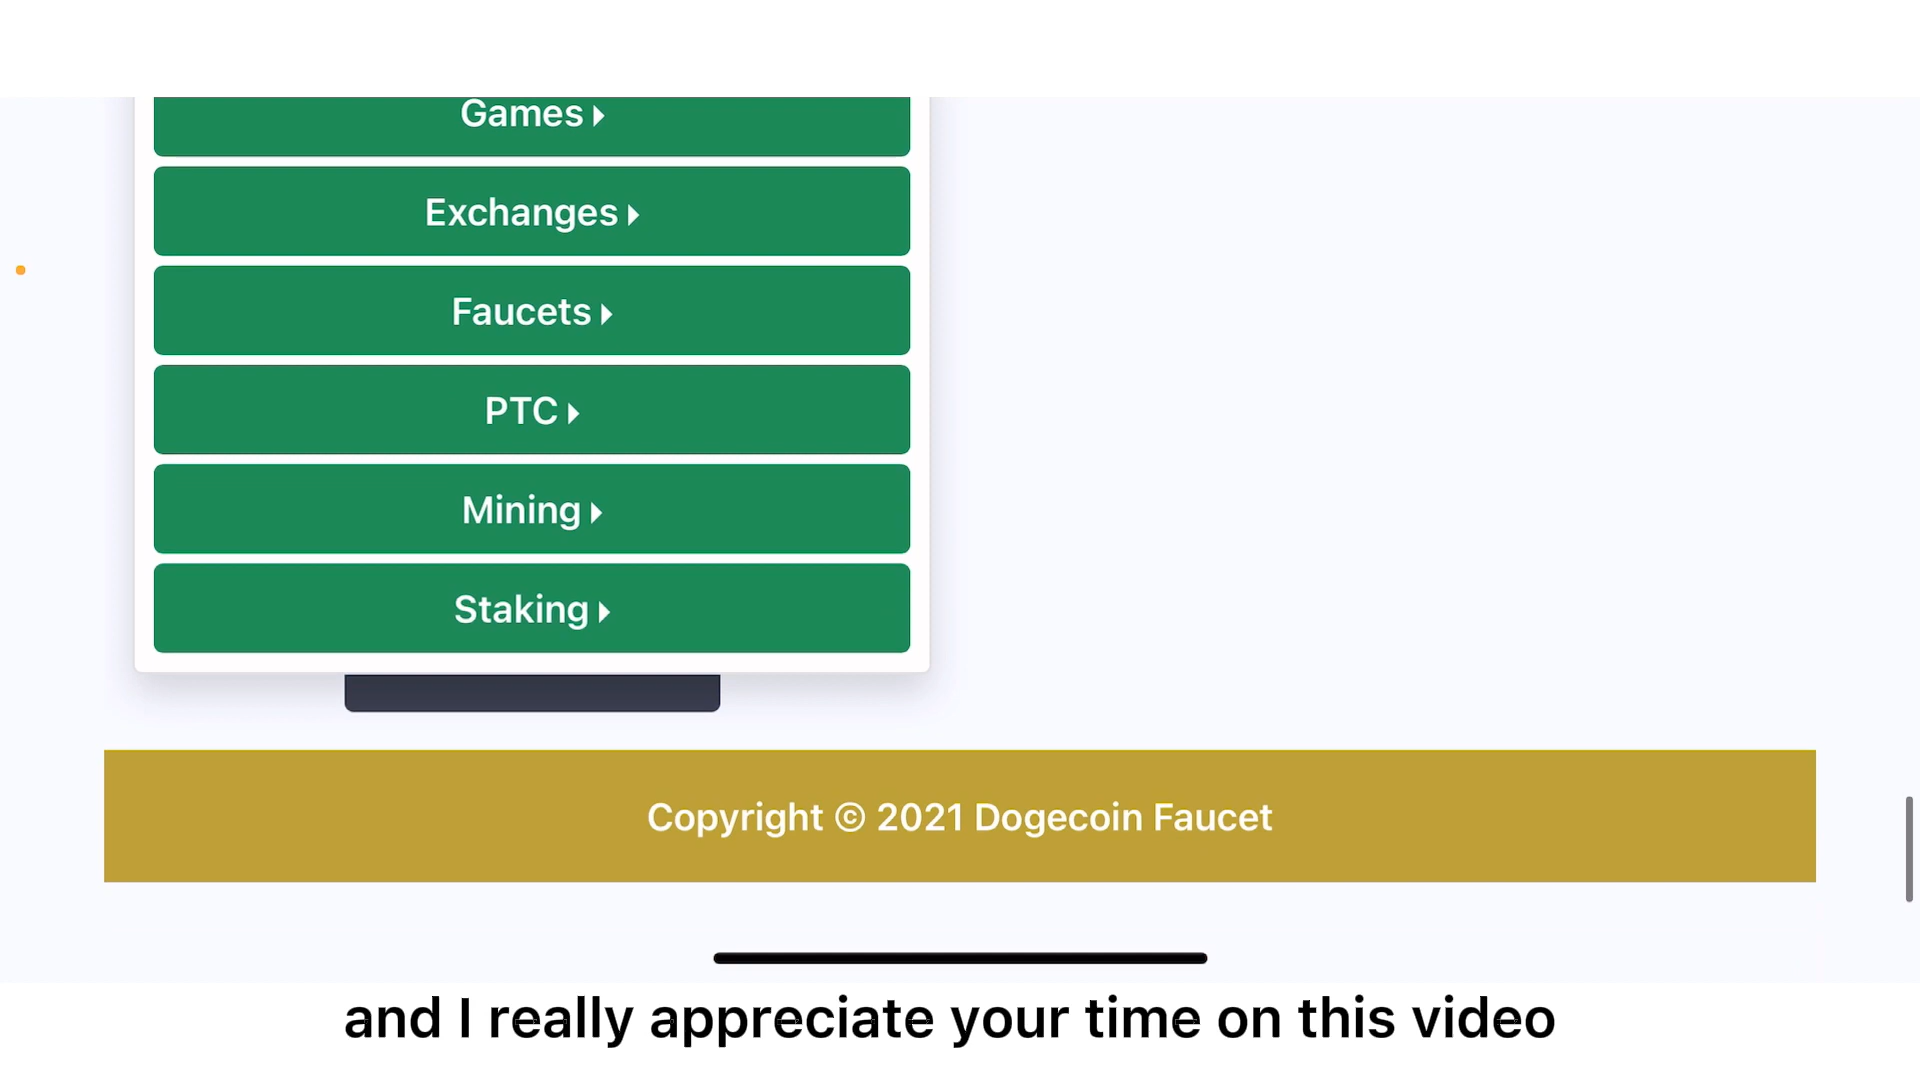 Games
Exchanges
Faucets
PTC
Mining
Staking
Copyright © 2021 Dogecoin Faucet
and I really appreciate your time on this video